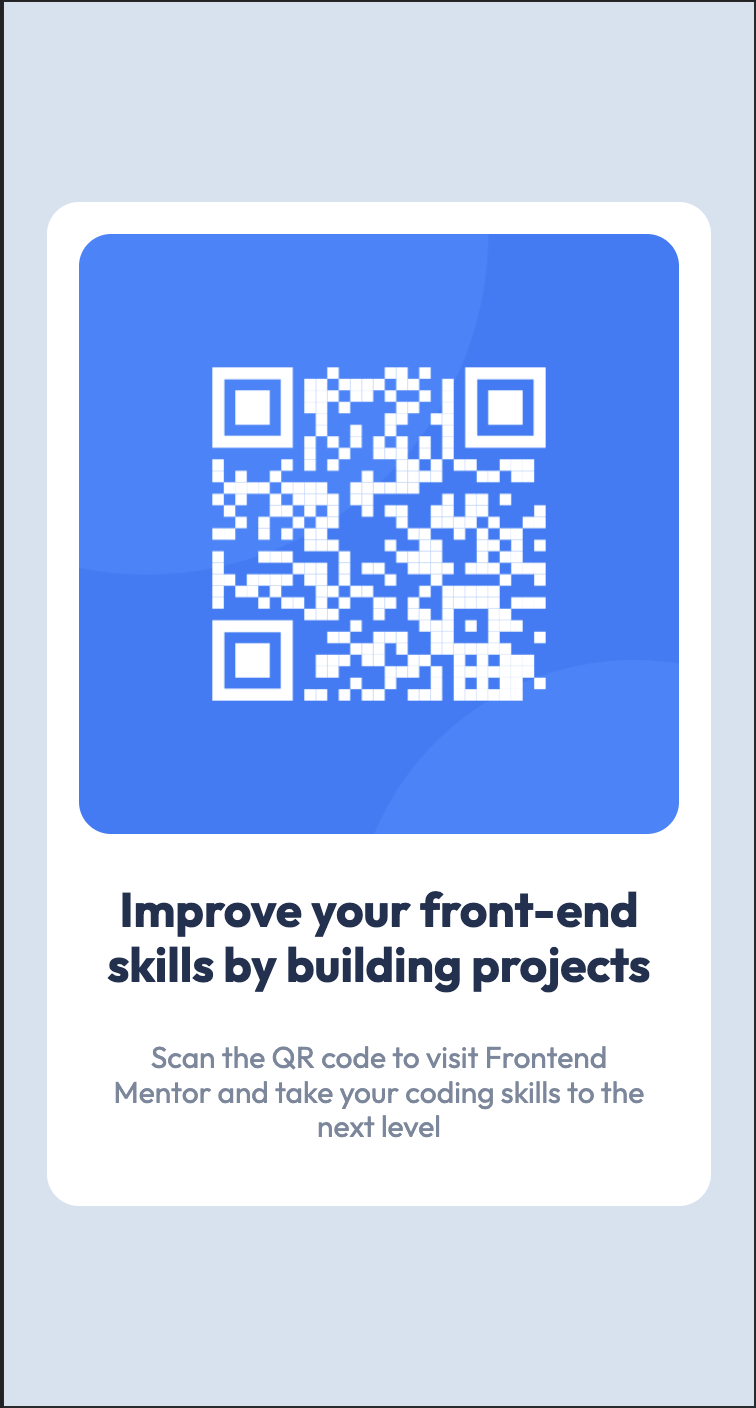 Improve your front-end
skills by building projects
Scan the QR code to visit Frontend
Mentor and take your coding skills to the
next level